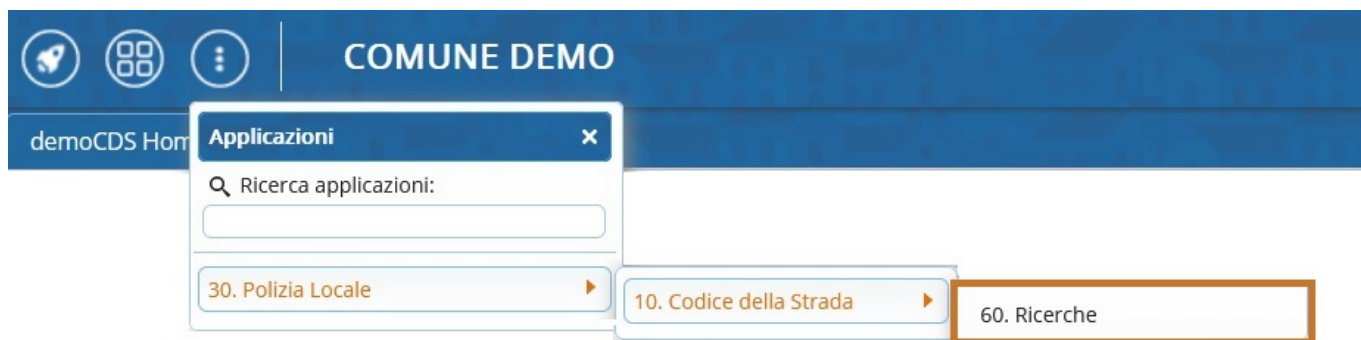 COMUNE DEMO
demoCDS Hom
Applicazioni
Ricerca applicazioni:
30. Polizia Locale
10. Codice della Strada
60. Ricerche